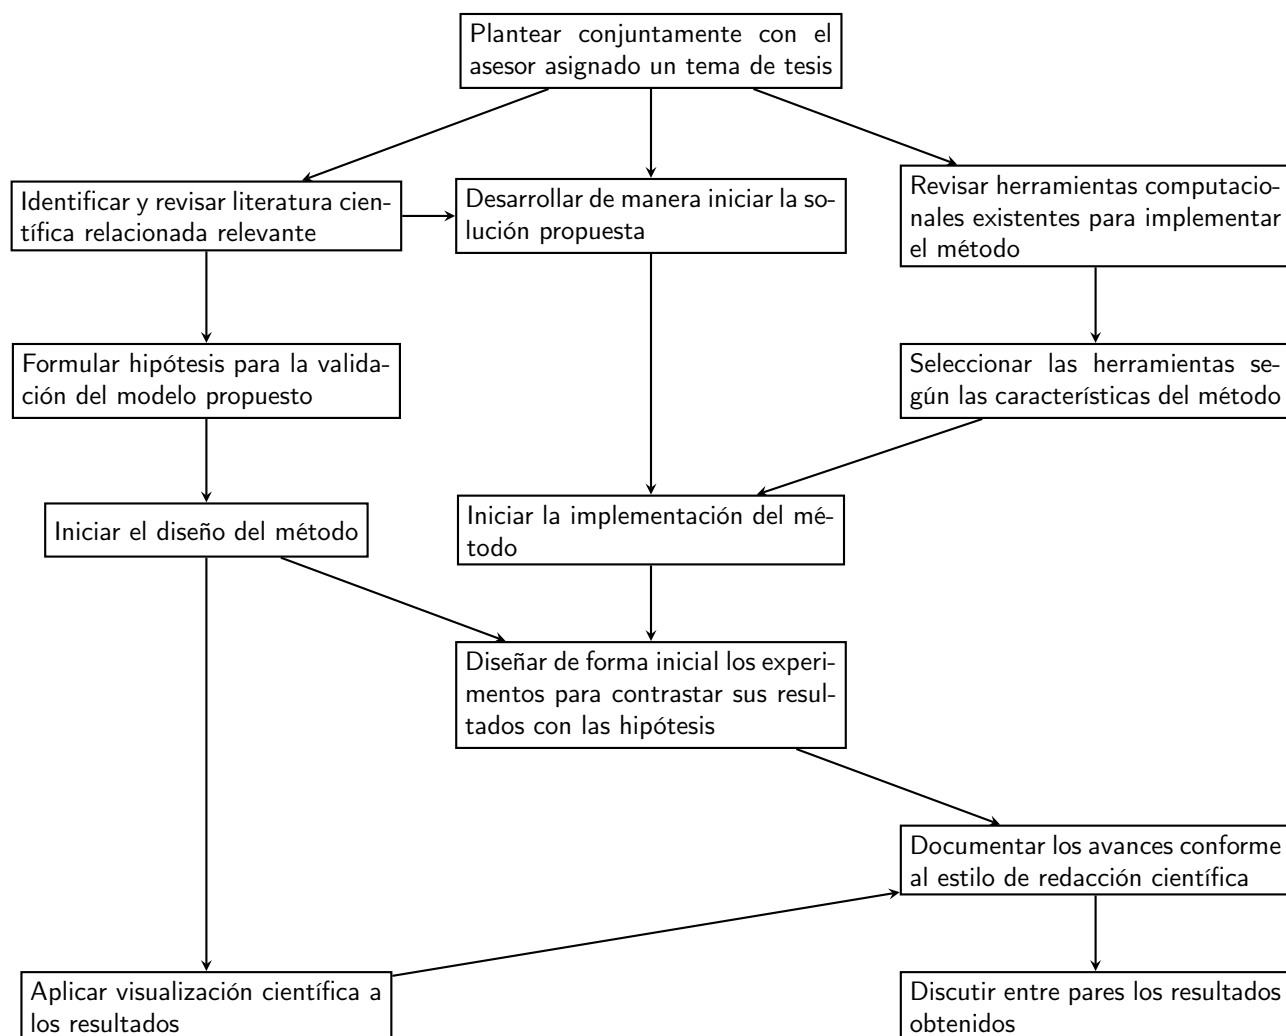 Plantear conjuntamente con el
asesor asignado un tema de tesis
Identificar y revisar literatura cien-
tífica relacionada relevante
Desarrollar de manera iniciar la so-
lución propuesta
Revisar herramientas computacio-
nales existentes para implementar
el método
Formular hipótesis para la valida-
ción del modelo propuesto
Seleccionar las herramientas se-
gún las características del método
Iniciar el diseño del método
Iniciar la implementación del mé-
todo
Diseñar de forma inicial los experi-
mentos para contrastar sus resul-
tados con las hipótesis
Documentar los avances conforme
al estilo de redacción científica
Aplicar visualización científica a
los resultados
Discutir entre pares los resultados
obtenidos